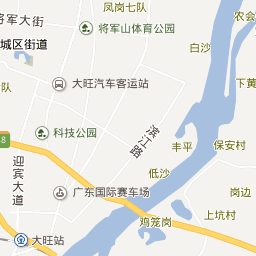 凤岗七队
农会
将军山体育公园
将军大街
白沙
城区街道
大旺汽车客运站
下黄
滨江路
科技公园
丰平
保安村
8
迎宾大道
低沙
岗边
广东国际赛车场
上坑村
鸡笼岗
大旺站